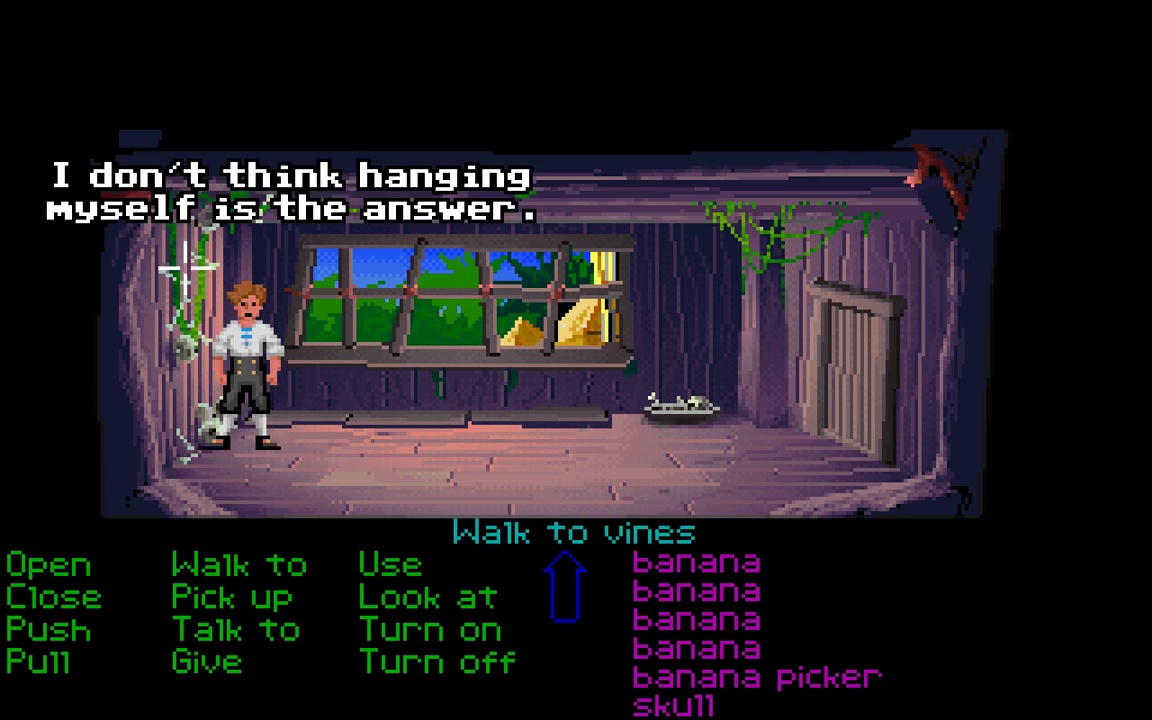 I don't think hanging
myself is the answer.
Walk to vines
Open Walk to Use
Close Pick up Look at
Push Talk to Turn on
Pull Give Turn off
banana
banana
banana
banana
banana picker
skull